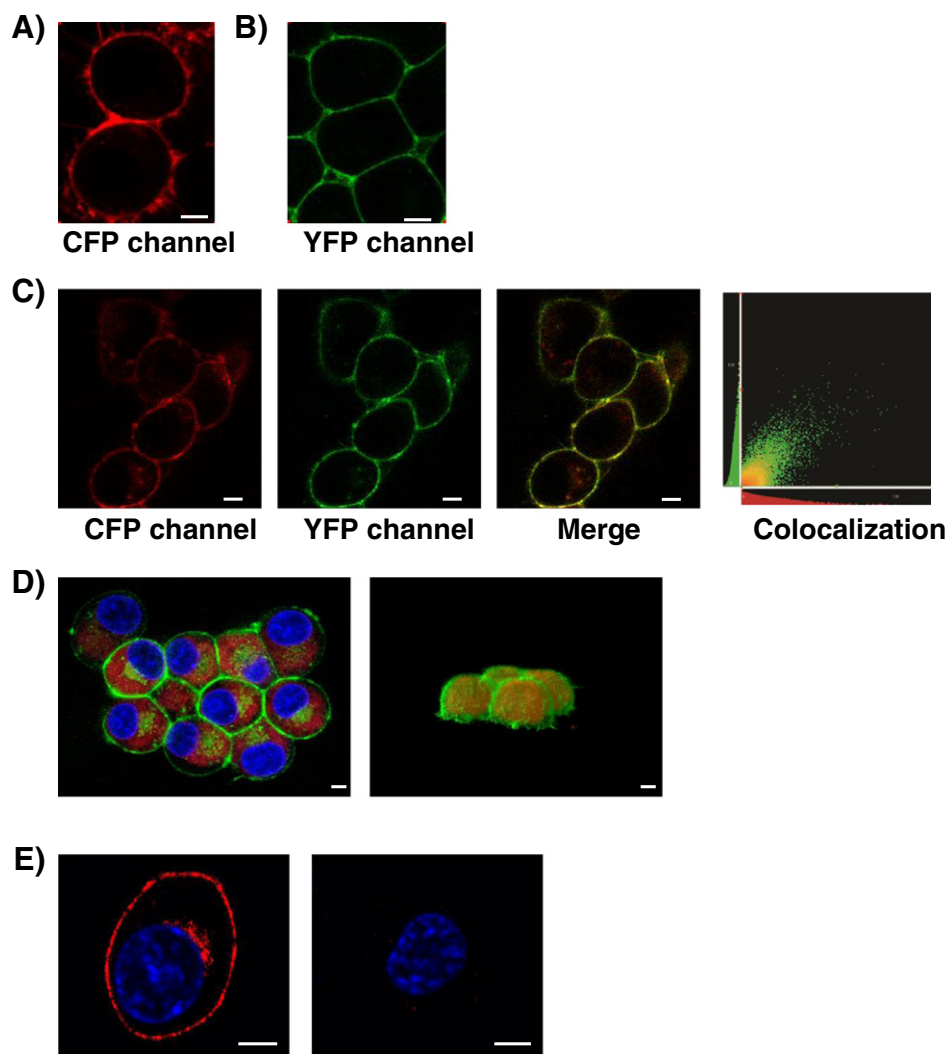 A)
B)
CFP channel
YFP channel
C)
CFP channel
YFP channel
Merge
Colocalization
D)
E)